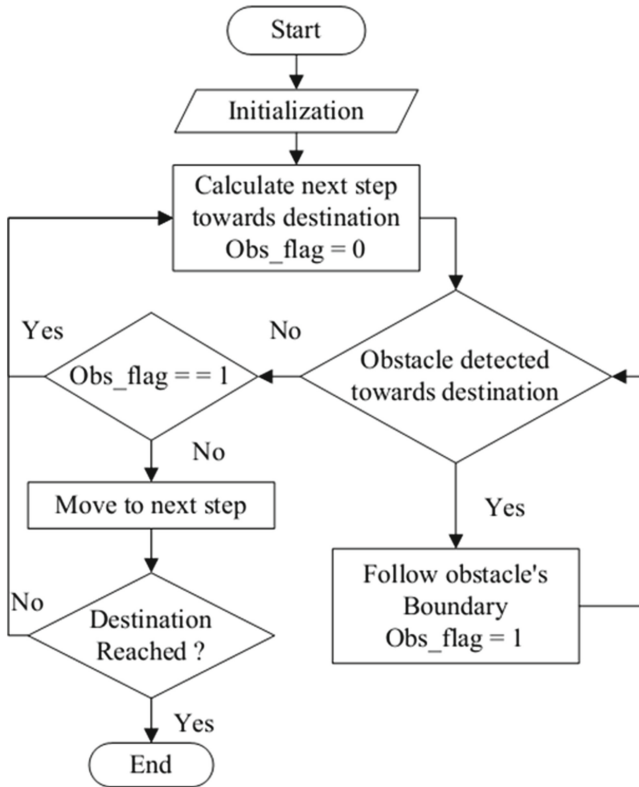 Start
Initialization
Calculate next step
towards destination
Obs_flag = 0
Yes
No
Obs_flag = = 1
Obstacle detected
towards destination
No
Move to next step
Yes
Follow obstacle's
Boundary
Obs_flag = 1
No
Destination
Reached ?
Yes
End